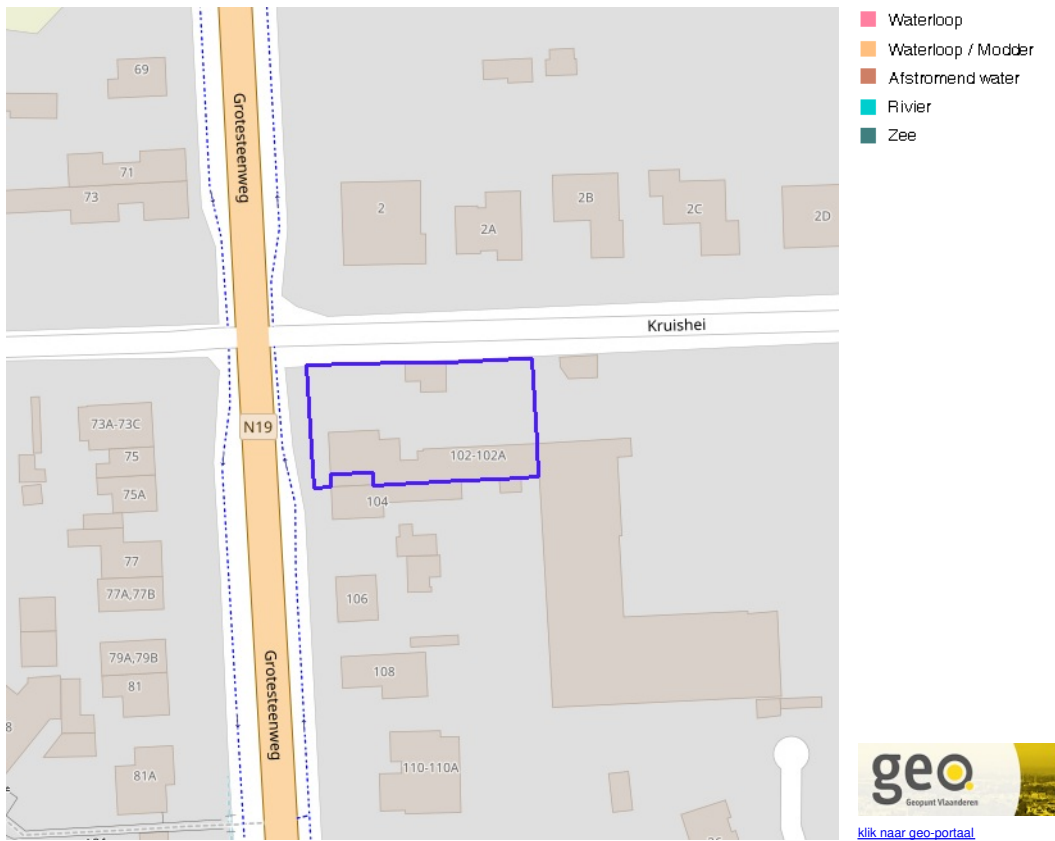 Waterloop
Waterloop / Modder
Afstromend water
Rivier
Zee
69
Grotesteenweg
71
73
2
2A
2B
2C
2D
Kruishei
N19
73A-73C
75
75A
102-102A
104
77
77A,77B
106
79A,79B
81
108
Grotesteenweg
8
81A
110-110A
geo.
Geopunt Vlaanderen
klik naar geo-portaal